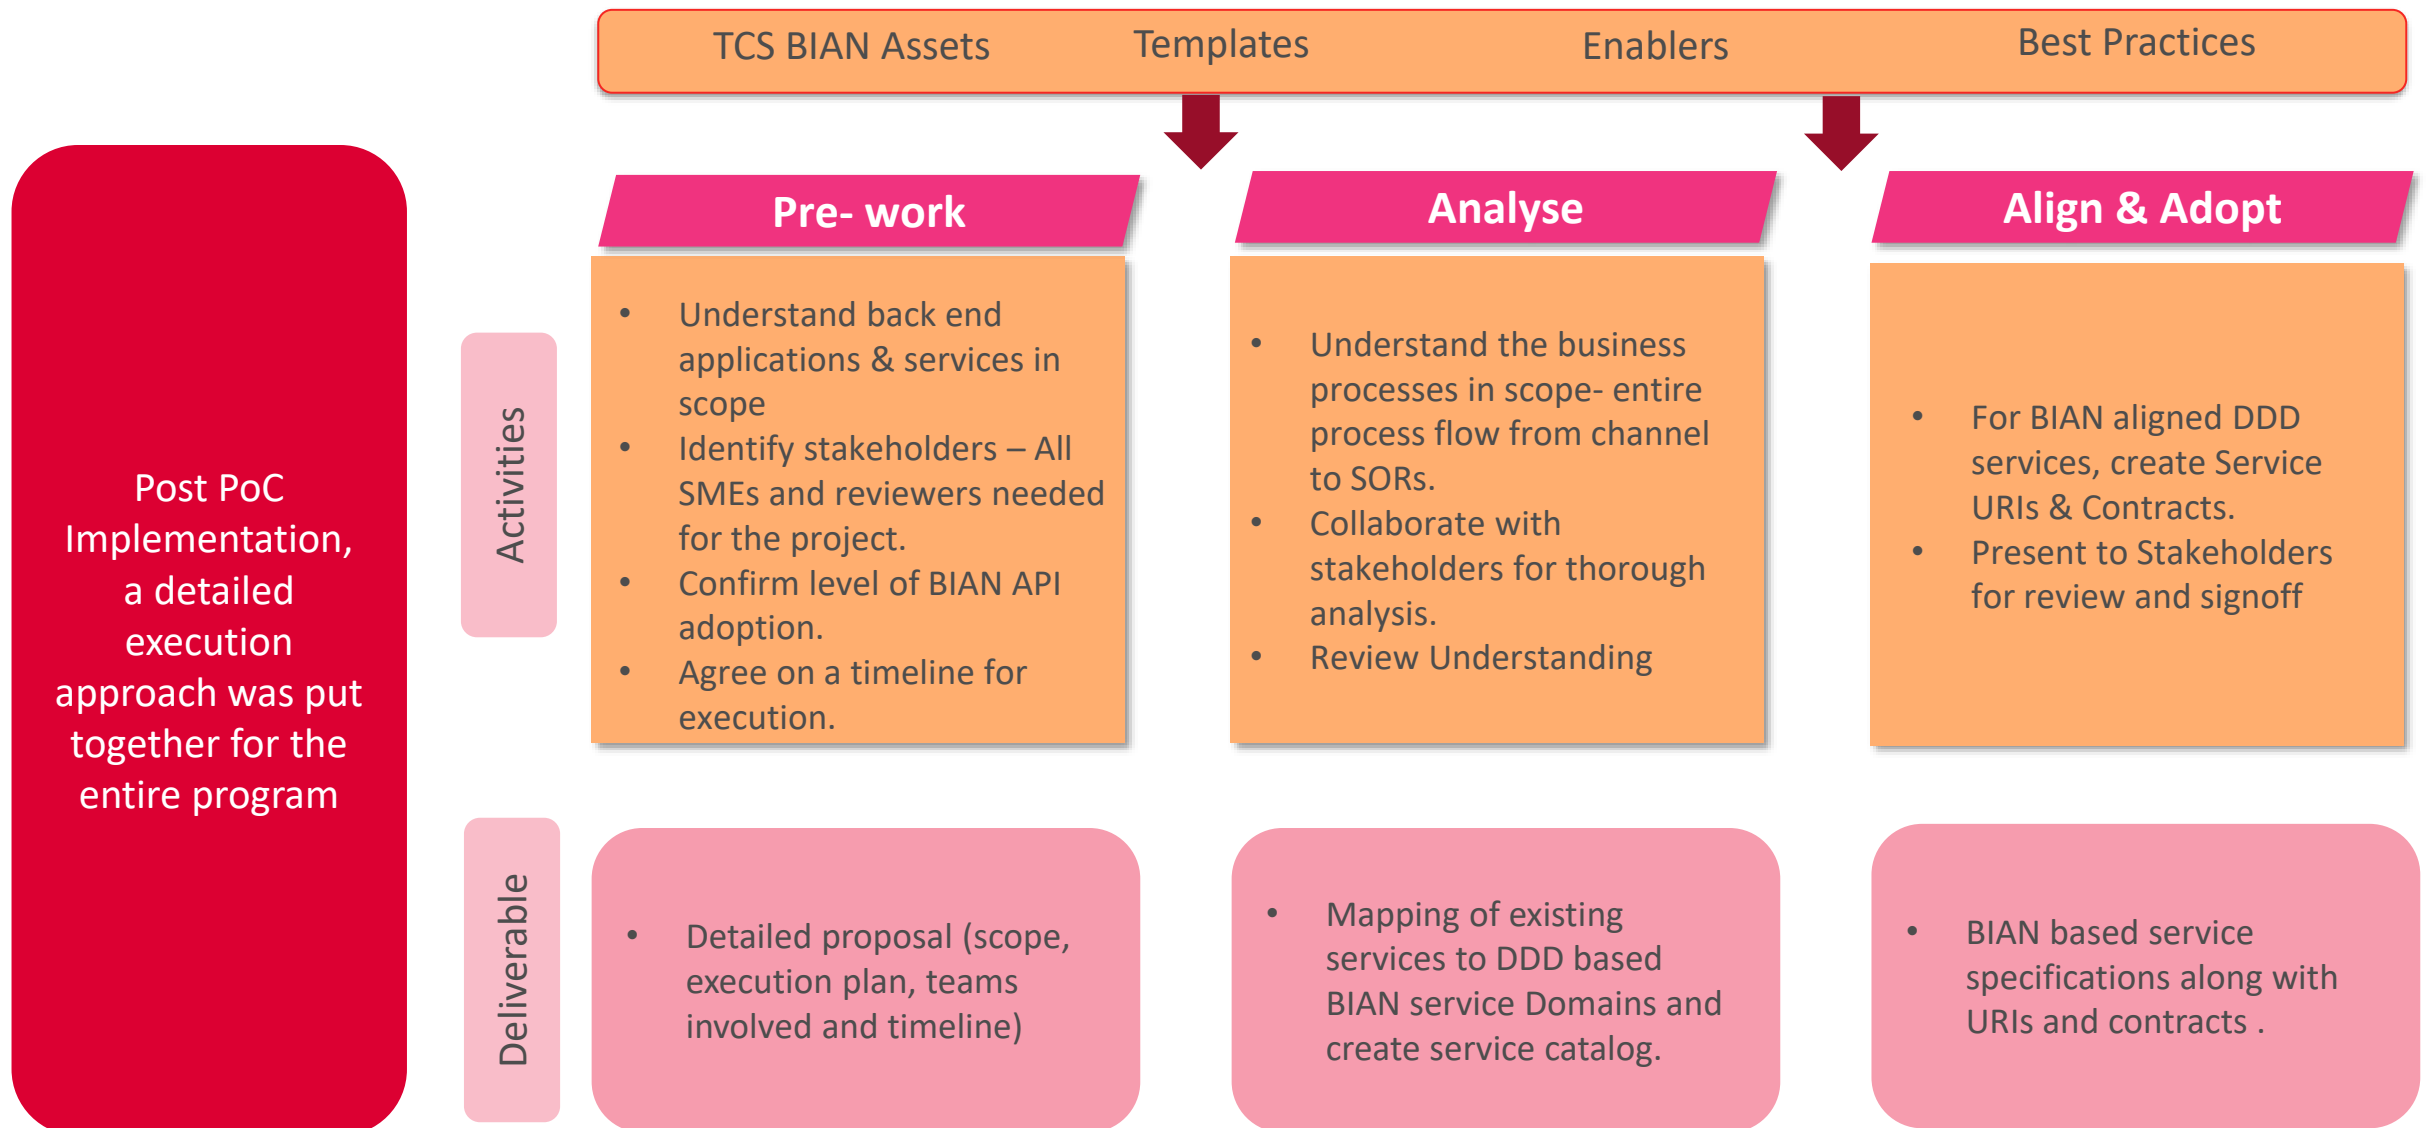 TCS BIAN Assets
Templates
Enablers
Best Practices
Post PoC
Implementation,
a detailed
execution
approach was put
together for the
entire program
Pre- work
Analyse
Align & Adopt
Activities
• Understand back end
applications & services in
scope
• Identify stakeholders – All
SMEs and reviewers needed
for the project.
• Confirm level of BIAN API
adoption.
• Agree on a timeline for
execution.
• Understand the business
processes in scope- entire
process flow from channel
to SORs.
• Collaborate with
stakeholders for thorough
analysis.
• Review Understanding
• For BIAN aligned DDD
services, create Service
URIs & Contracts.
• Present to Stakeholders
for review and signoff
Deliverable
• Detailed proposal (scope,
execution plan, teams
involved and timeline)
• Mapping of existing
services to DDD based
BIAN service Domains and
create service catalog.
• BIAN based service
specifications along with
URIs and contracts .